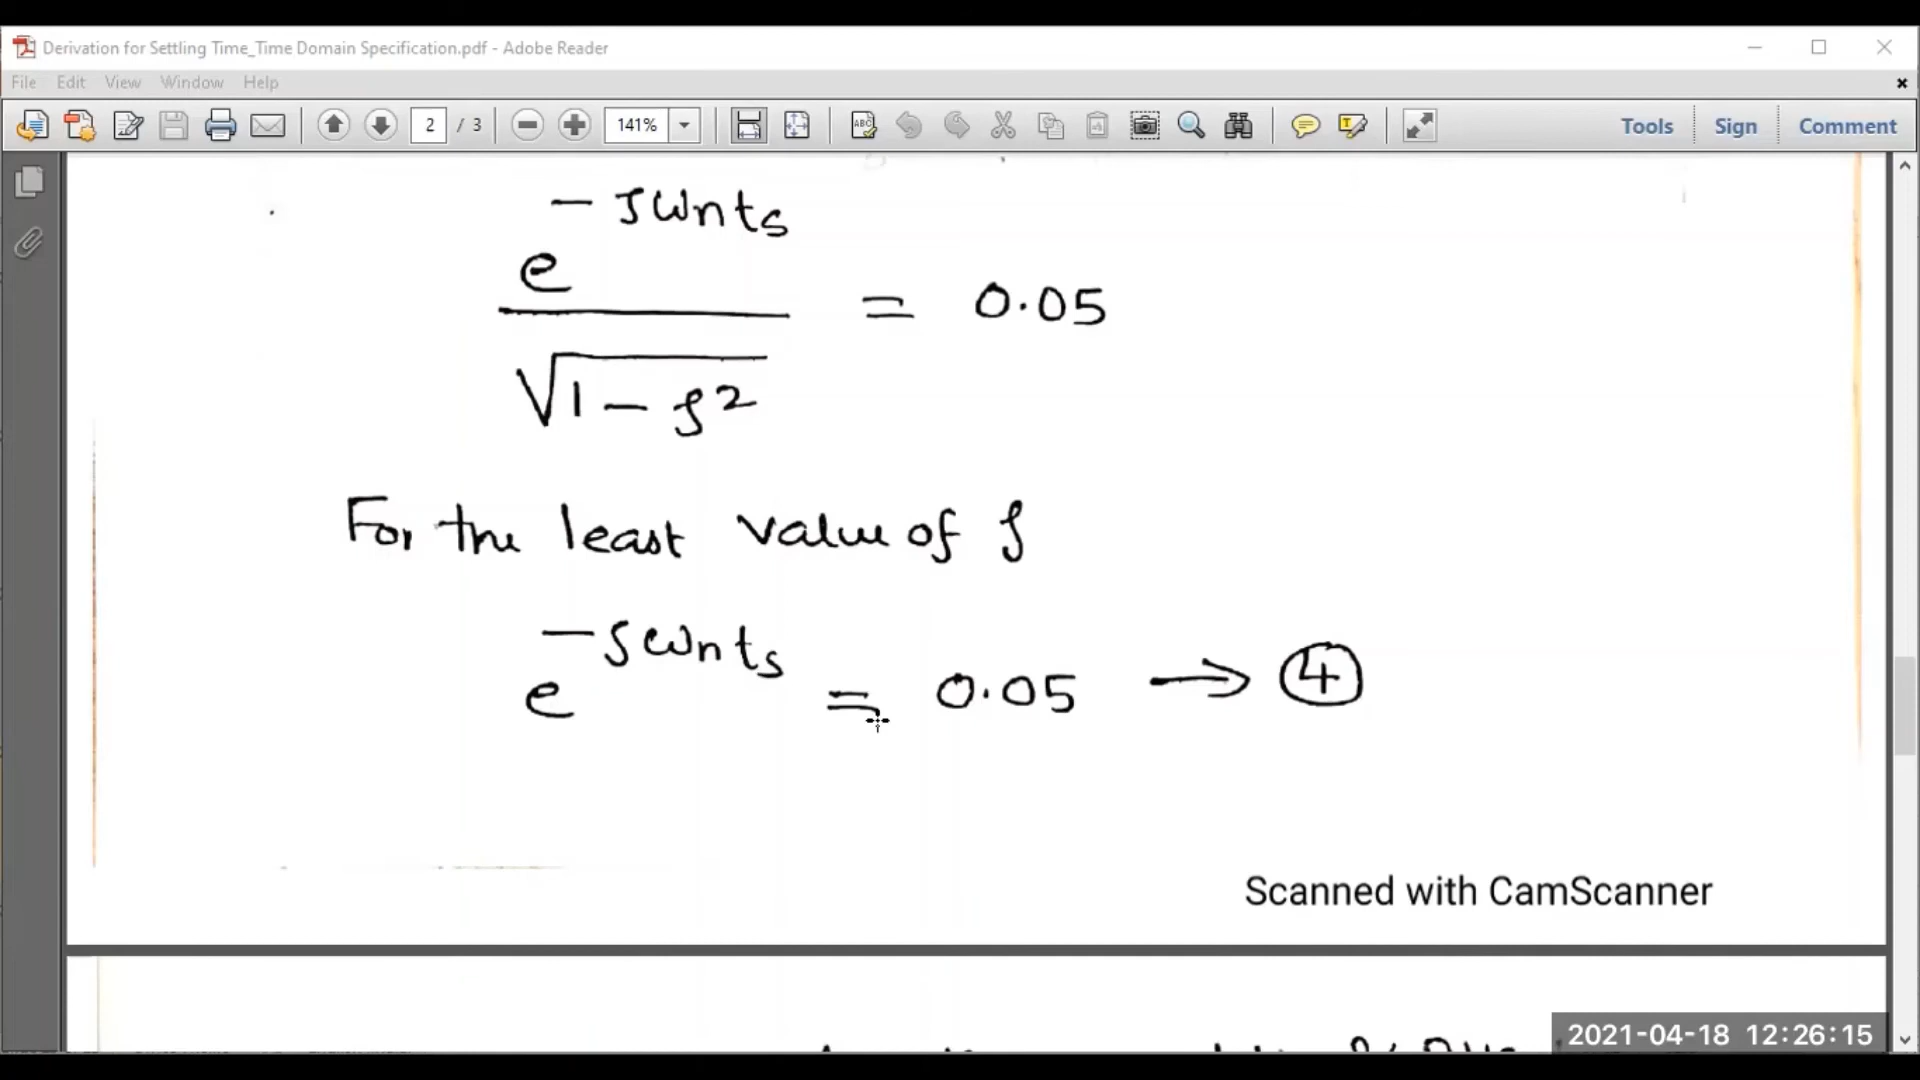 Derivation for Settling Time_Time Domain Specification.pdf - Adobe Reader
File Edit View Window Help
2 / 3 141% Tools Sign Comment
e^{-ζωnts} / √1-ζ² = 0.05
For the least value of ζ
e^{-ζωnts} = 0.05 → ④
Scanned with CamScanner
2021-04-18 12:26:15